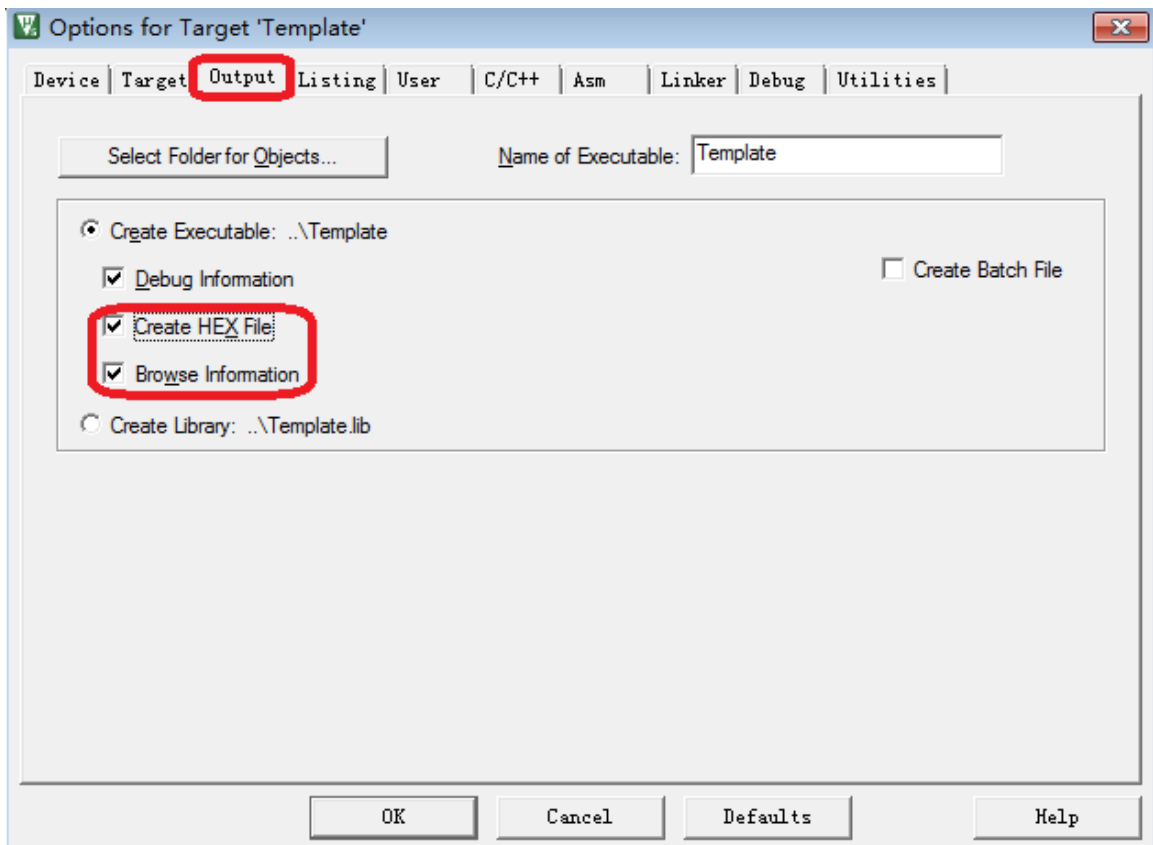 Options for Target 'Template'
Device Target Output Listing User C/C++ Asm Linker Debug Utilities
Select Folder for Objects... Name of Executable: Template
Create Executable: ..\Template
Debug Information Create Batch File
Create HEX File
Browse Information
Create Library: ..\Template.lib
OK Cancel Defaults Help